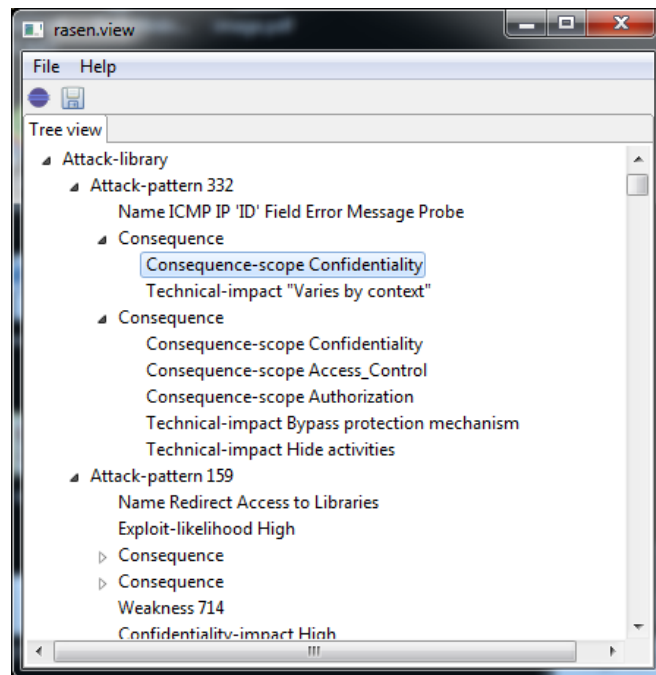 rasen.view
File Help
Tree view
Attack-library
Attack-pattern 332
Name ICMP IP 'ID' Field Error Message Probe
Consequence
Consequence-scope Confidentiality
Technical-impact "Varies by context"
Consequence
Consequence-scope Confidentiality
Consequence-scope Access_Control
Consequence-scope Authorization
Technical-impact Bypass protection mechanism
Technical-impact Hide activities
Attack-pattern 159
Name Redirect Access to Libraries
Exploit-likelihood High
Consequence
Consequence
Weakness 714
Confidentiality-impact High